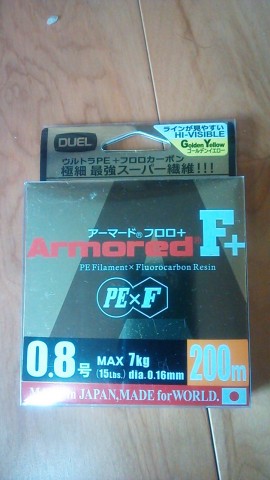 DUEL
ラインが見やすい
HI-VISIBLE
Golden Yellow
ゴールデンイエロー
ウルトラPE+フロロカーボン
極細 最強スーパー繊維!!!
アーマード®フロロ+
Armored F+
PE Filament×Fluorocarbon Resin
PE×F
0.8号 MAX 7kg
(15Lbs.) dia.0.16mm
200m
MADE in JAPAN, MADE for WORLD.